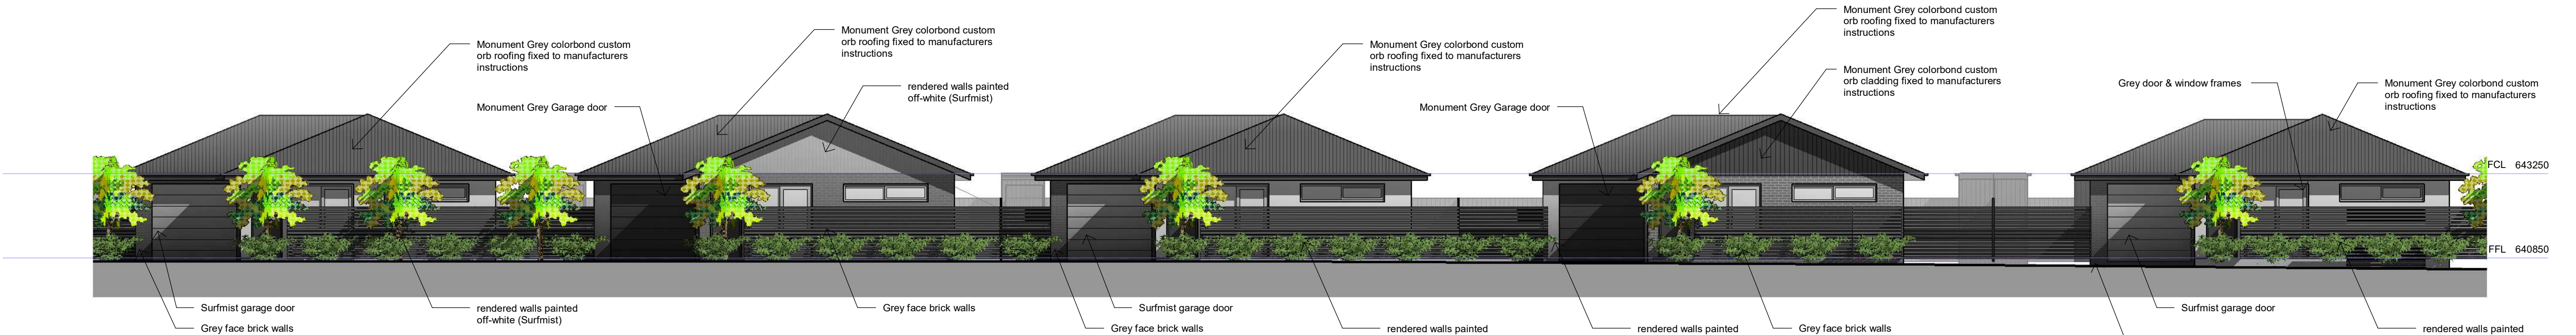 Monument Grey colorbond custom
orb roofing fixed to manufacturers
instructions
Monument Grey Garage door
Monument Grey colorbond custom
orb roofing fixed to manufacturers
instructions
rendered walls painted
off-white (Surfmist)
Monument Grey colorbond custom
orb roofing fixed to manufacturers
instructions
Monument Grey Garage door
Monument Grey colorbond custom
orb roofing fixed to manufacturers
instructions
Monument Grey colorbond custom
orb cladding fixed to manufacturers
instructions
Grey door & window frames
Monument Grey colorbond custom
orb roofing fixed to manufacturers
instructions
FCL 643250
FFL 640850
Surfmist garage door
Grey face brick walls
rendered walls painted
off-white (Surfmist)
Grey face brick walls
Surfmist garage door
Grey face brick walls
rendered walls painted
rendered walls painted
Grey face brick walls
Surfmist garage door
rendered walls painted